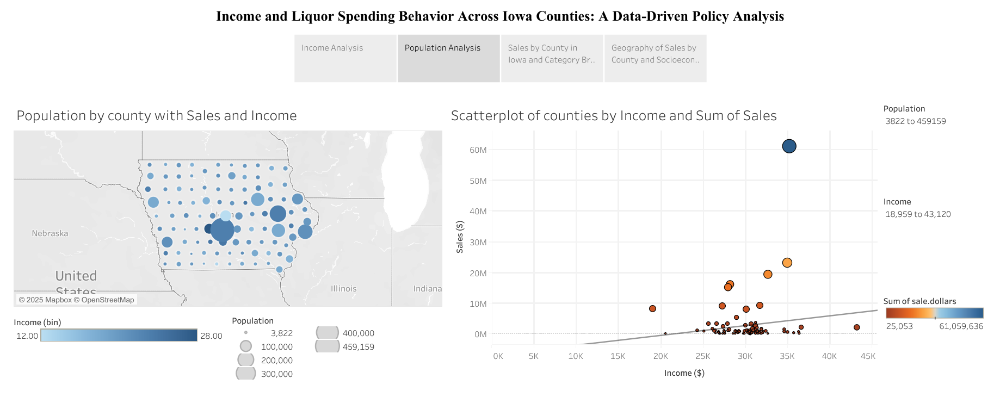 Income and Liquor Spending Behavior Across Iowa Counties: A Data-Driven Policy Analysis
Income Analysis
Population Analysis
Sales by County in
Iowa and Category Br..
Geography of Sales by
County and Socioecon..
Population by county with Sales and Income
Nebraska
United
States
Illinois
Indiana
© 2025 Mapbox © OpenStreetMap
Income (bin)
12.00
28.00
Population
3,822
100,000
200,000
300,000
400,000
459,159
Scatterplot of counties by Income and Sum of Sales
Sales ($)
60M
50M
40M
30M
20M
10M
0M
0K
5K
10K
15K
20K
25K
30K
35K
40K
45K
Income ($)
Population
3822 to 459159
Income
18,959 to 43,120
Sum of sale.dollars
25,053
61,059,636